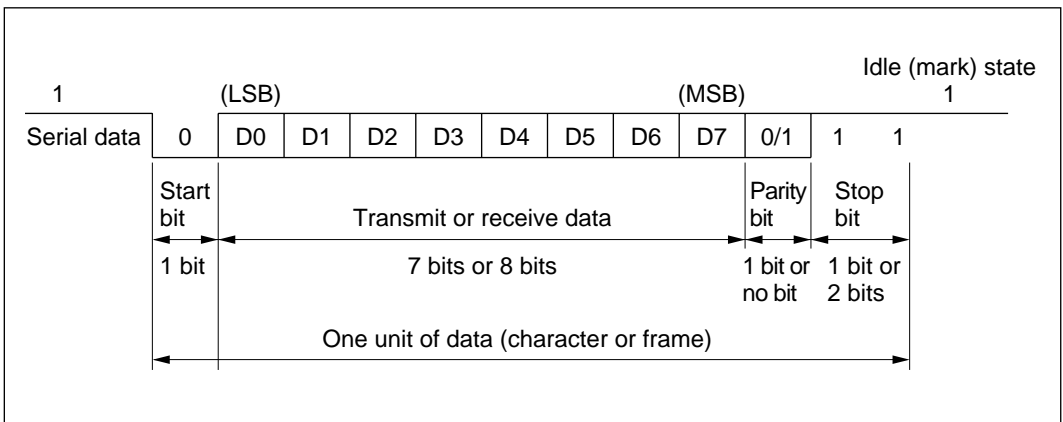 Idle (mark) state
1 (LSB) (MSB) 1
Serial data 0 D0 D1 D2 D3 D4 D5 D6 D7 0/1 1 1
Start bit
Transmit or receive data
Parity bit
Stop bit
1 bit
7 bits or 8 bits
1 bit or no bit
1 bit or 2 bits
One unit of data (character or frame)